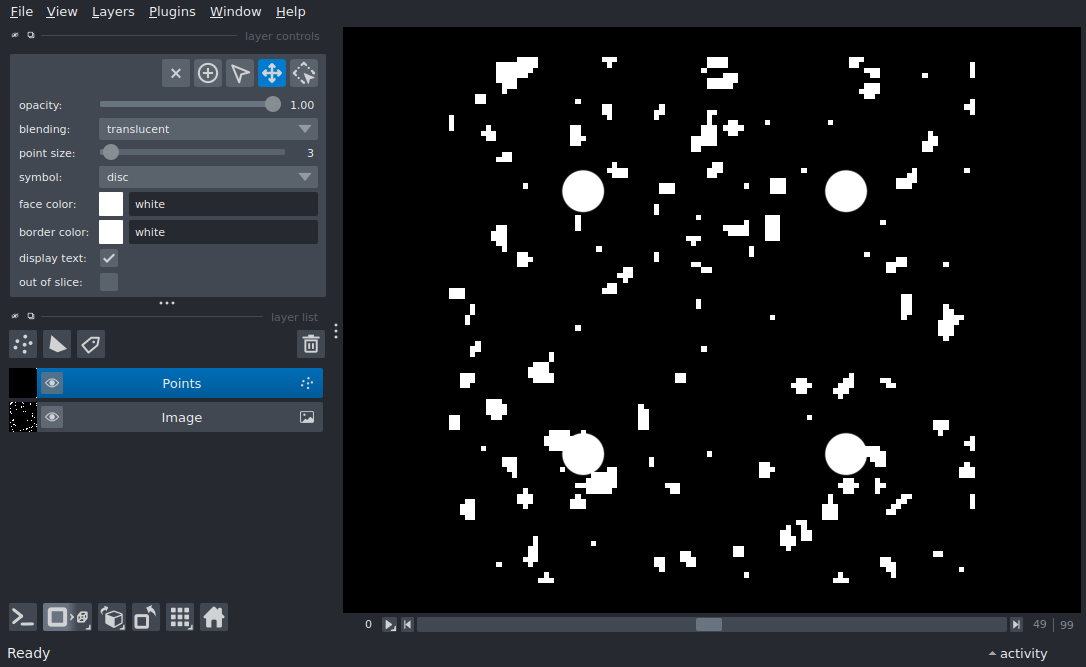 File View Layers Plugins Window Help
layer controls
opacity: 1.00
blending: translucent
point size: 3
symbol: disc
face color: white
border color: white
display text:
out of slice:
layer list
Points
Image
0 49 99
Ready activity